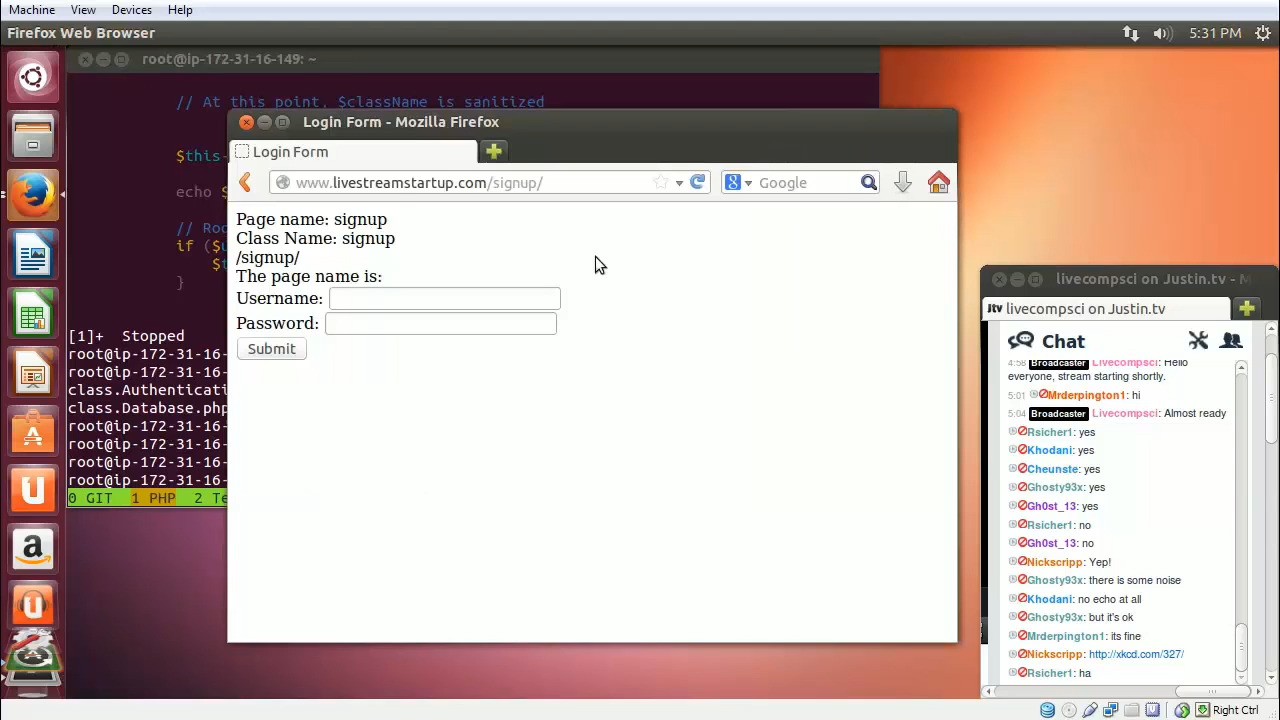 Machine View Devices Help
Firefox Web Browser
5:31 PM
root@ip-172-31-16-149: ~
// At this point, $className is sanitized
$this-
echo $
// Ro
if ($
$t
}
[1]+ Stopped
root@ip-172-31-16-
root@ip-172-31-16-
class.Authenticati
class.Database.php
root@ip-172-31-16-
root@ip-172-31-16-
root@ip-172-31-16-
root@ip-172-31-16-
0 GIT 1 PHP 2 Te
Login Form - Mozilla Firefox
Login Form
www.livestreamstartup.com/signup/
Google
Page name: signup
Class Name: signup
/signup/
The page name is:
Username:
Password:
Submit
livecompsci on Justin.tv - M
jtv livecompsci on Justin.tv
Chat
4:58 Broadcaster Livecompsci: Hello
everyone, stream starting shortly.
5:01 Mrderpington1: hi
5:04 Broadcaster Livecompsci: Almost ready
Rsicher1: yes
Khodani: yes
Cheunste: yes
Ghosty93x: yes
Gh0st_13: yes
Rsicher1: no
Gh0st_13: no
Nickscripp: Yep!
Ghosty93x: there is some noise
Khodani: no echo at all
Ghosty93x: but it's ok
Mrderpington1: its fine
Nickscripp: http://xkcd.com/327/
Rsicher1: ha
Right Ctrl